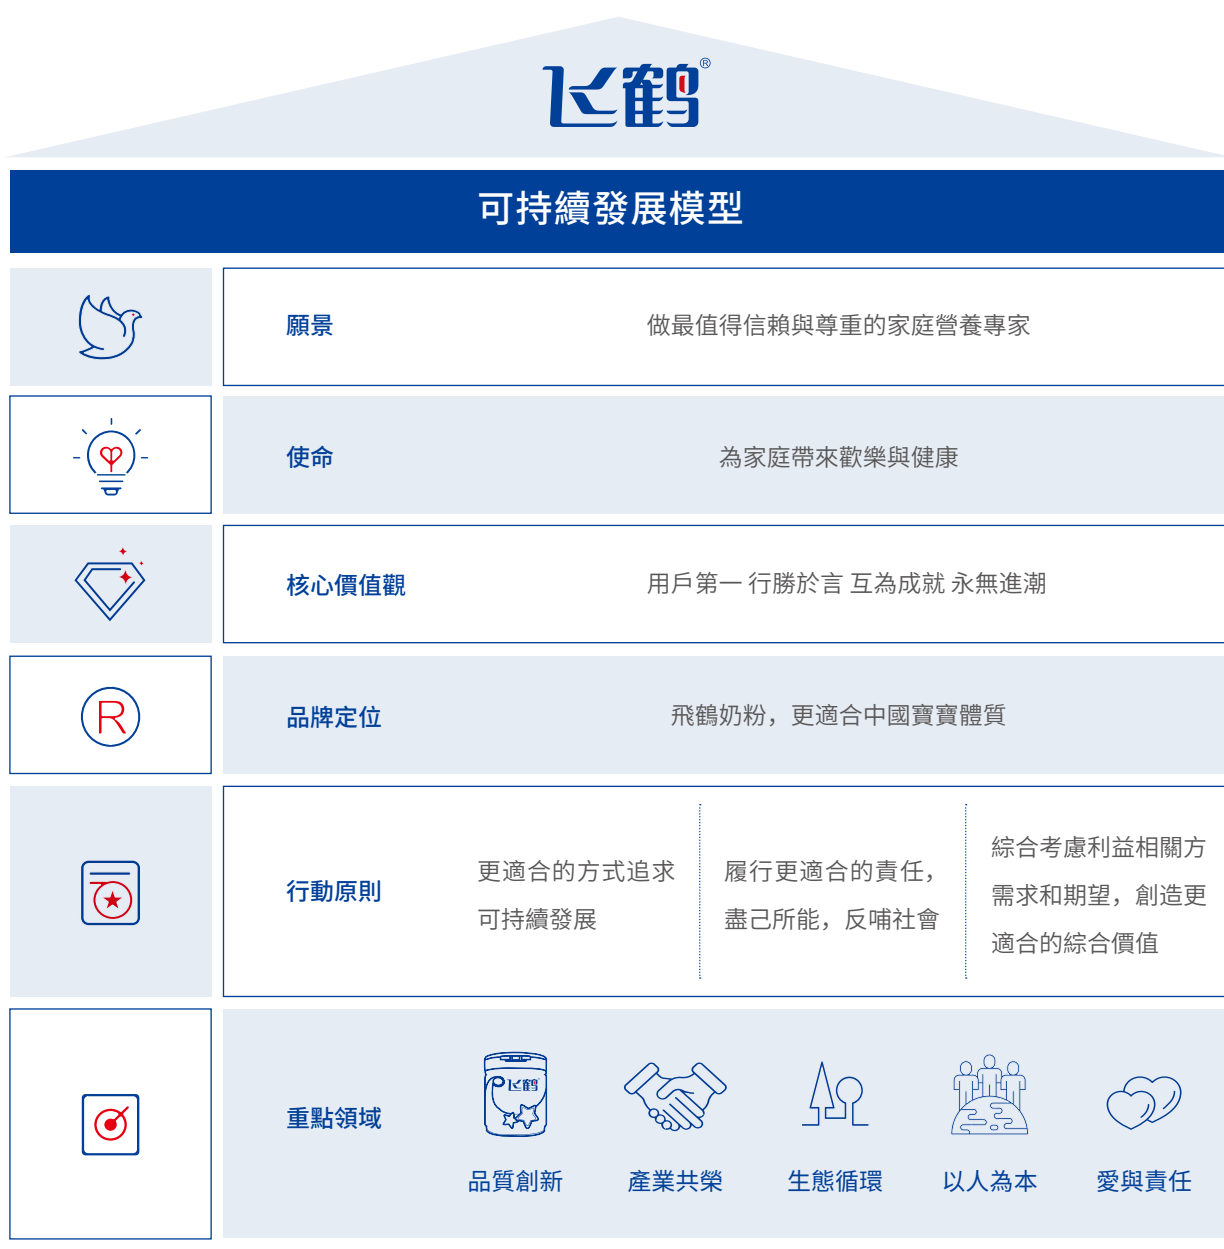 飞鹤®
可持續發展模型
願景
做最值得信賴與尊重的家庭營養專家
使命
為家庭帶來歡樂與健康
核心價值觀
用戶第一 行勝於言 互為成就 永無進潮
品牌定位
飛鶴奶粉，更適合中國寶寶體質
行動原則
更適合的方式追求
可持續發展
履行更適合的責任，
盡己所能，反哺社會
綜合考慮利益相關方
需求和期望，創造更
適合的綜合價值
重點領域
飞鹤
品質創新
產業共榮
生態循環
以人為本
愛與責任
R